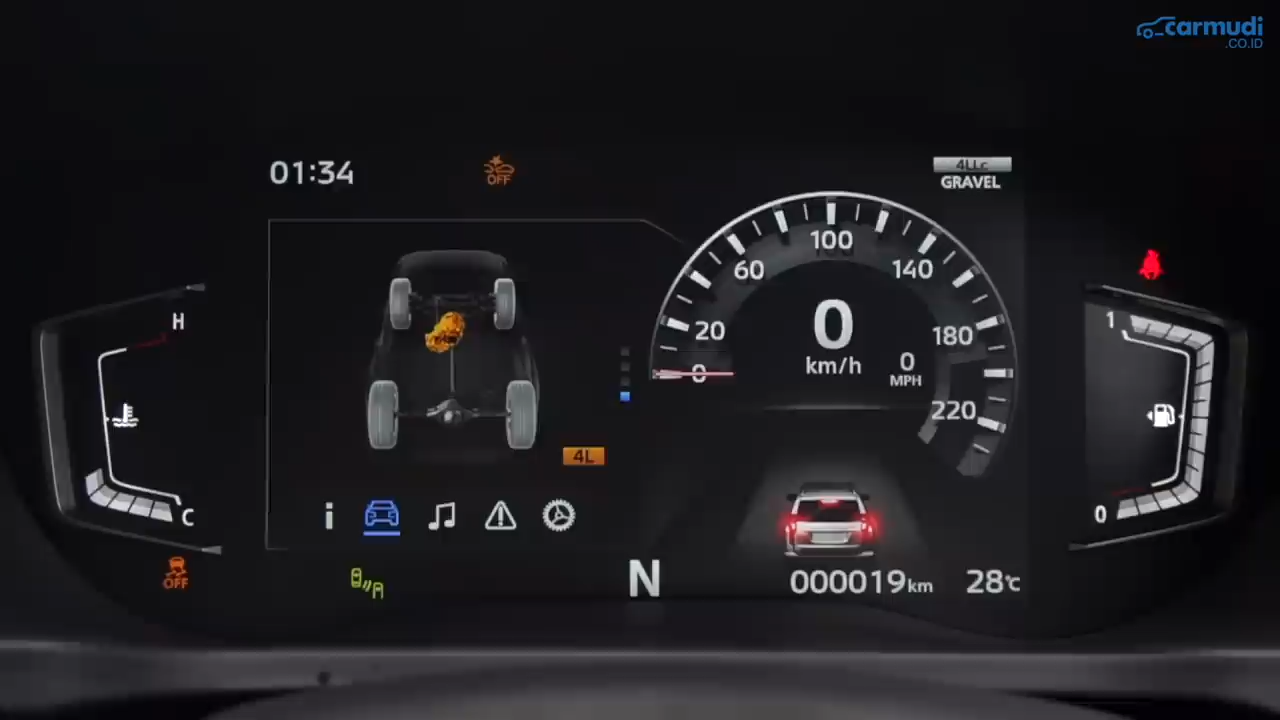 carmudi
.CO.ID
01:34
OFF
4LLc
GRAVEL
H
C
OFF
4L
i
N
0
20
60
100
140
180
220
0
km/h
0
MPH
000019km
28°C
1
0